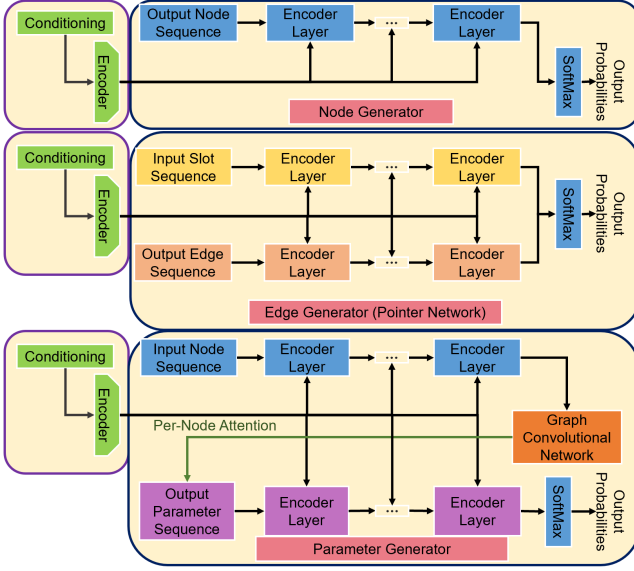 Conditioning
Encoder
Output Node
Sequence
Encoder
Layer
...
Encoder
Layer
SoftMax
Output
Probabilities
Node Generator
Conditioning
Encoder
Input Slot
Sequence
Encoder
Layer
...
Encoder
Layer
Output Edge
Sequence
Encoder
Layer
...
Encoder
Layer
SoftMax
Output
Probabilities
Edge Generator (Pointer Network)
Conditioning
Encoder
Input Node
Sequence
Encoder
Layer
...
Encoder
Layer
Graph
Convolutional
Network
Per-Node Attention
Output
Parameter
Sequence
Encoder
Layer
...
Encoder
Layer
SoftMax
Output
Probabilities
Parameter Generator